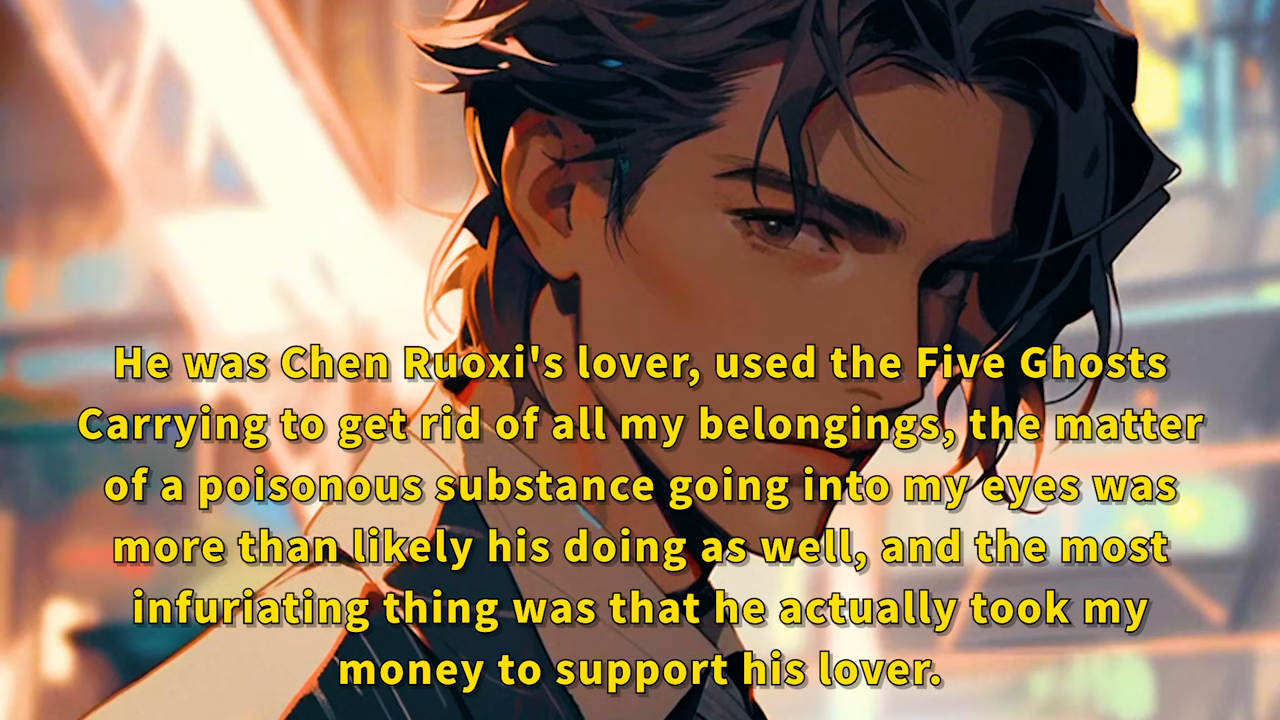 He was Chen Ruoxi's lover, used the Five Ghosts
Carrying to get rid of all my belongings, the matter
of a poisonous substance going into my eyes was
more than likely his doing as well, and the most
infuriating thing was that he actually took my
money to support his lover.